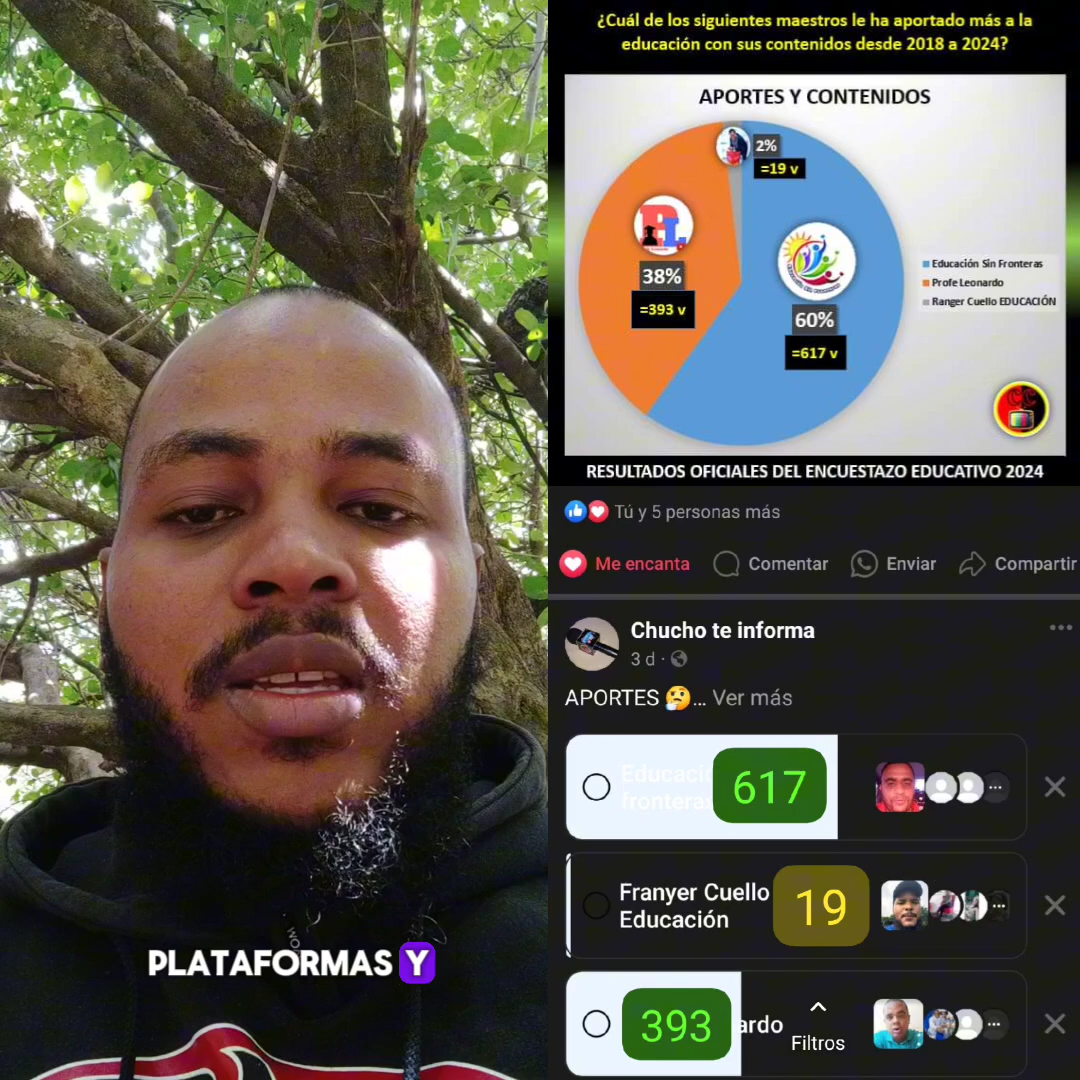 PLATAFORMAS Y
¿Cuál de los siguientes maestros le ha aportado más a la
educación con sus contenidos desde 2018 a 2024?
APORTES Y CONTENIDOS
2%
=19 v
38%
=393 v
60%
=617 v
Educación Sin Fronteras
Profe Leonardo
Ranger Cuello EDUCACIÓN
RESULTADOS OFICIALES DEL ENCUESTAZO EDUCATIVO 2024
Tú y 5 personas más
Me encanta
Comentar
Enviar
Compartir
Chucho te informa
3 d ·
APORTES 🤔... Ver más
617
fronteras
Franyer Cuello
Educación
19
393
ardo
Filtros